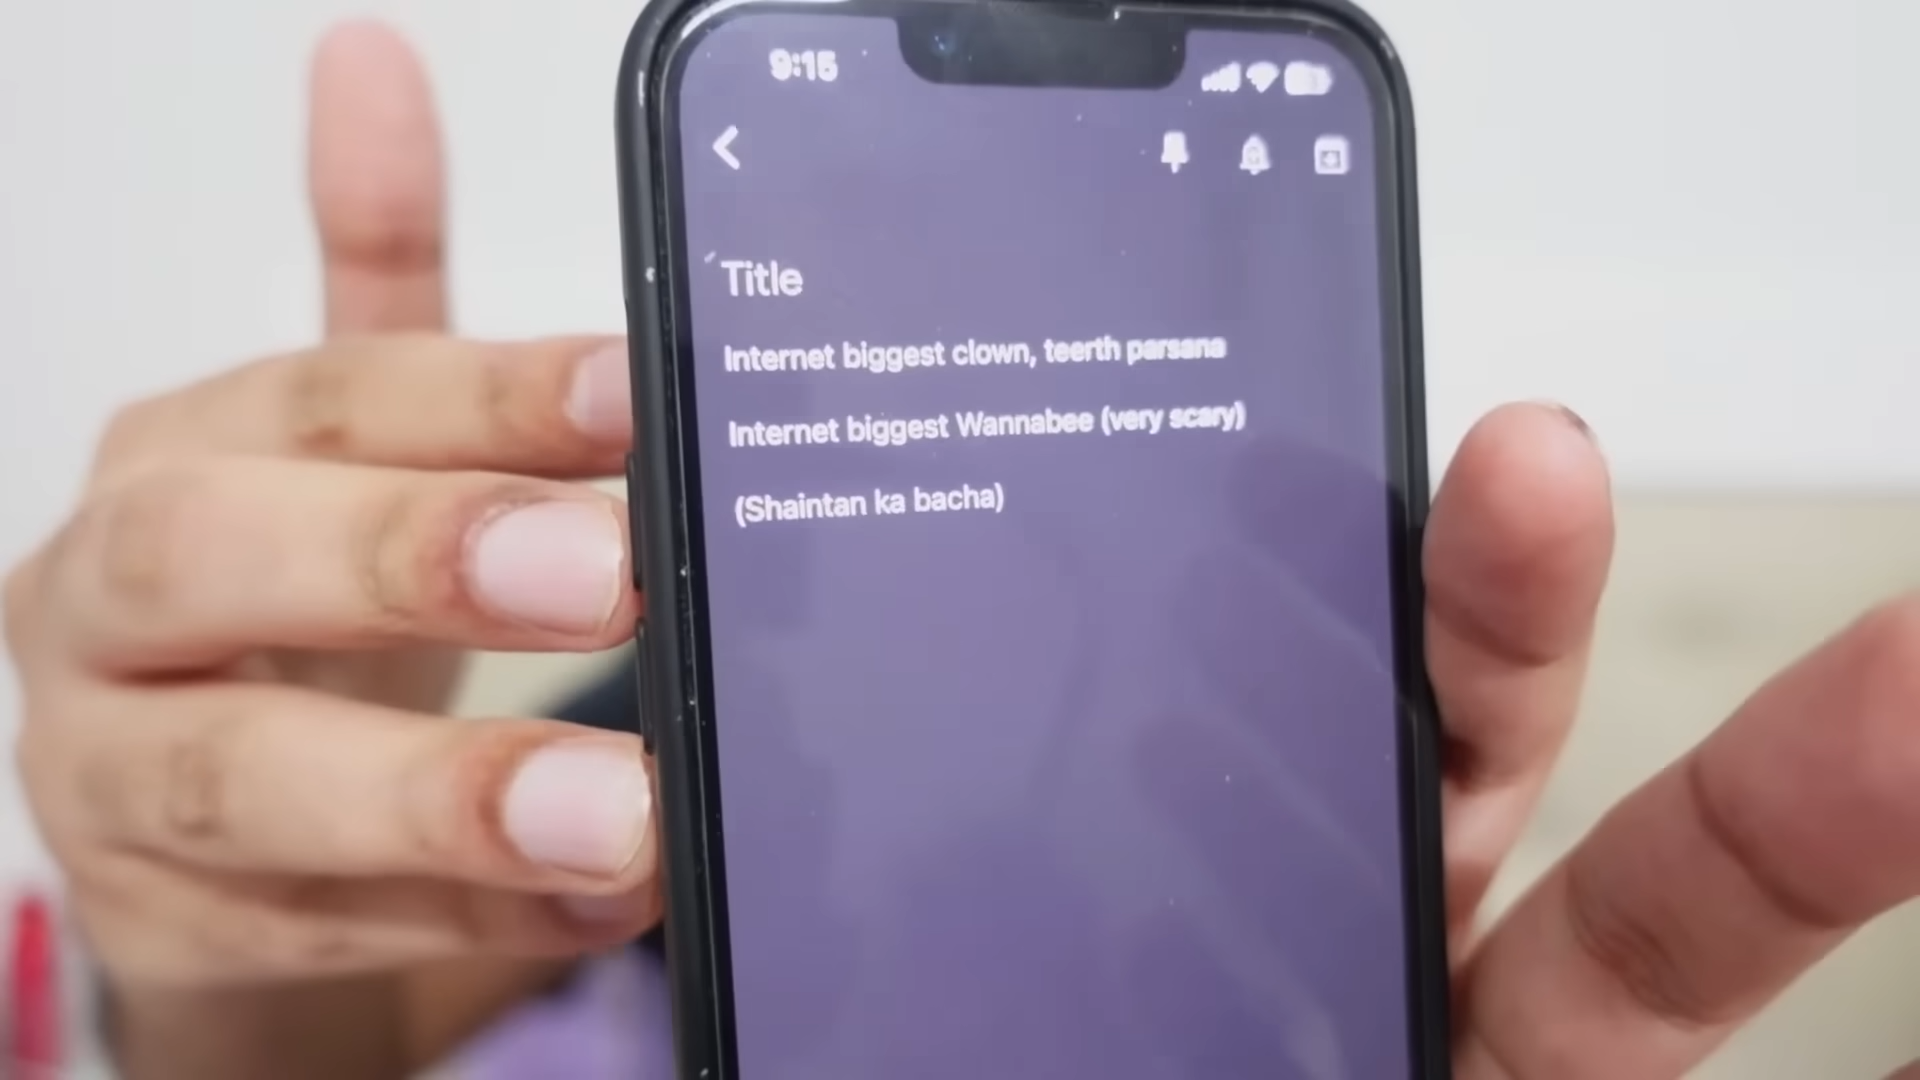 9:15
Title
Internet biggest clown, teerth parsana
Internet biggest Wannabee (very scary)
(Shaintan ka bacha)